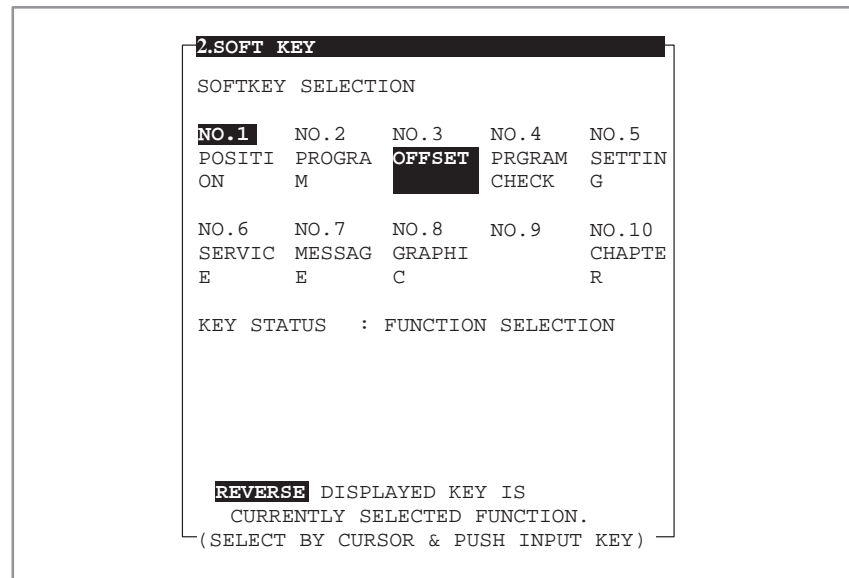 2.SOFT KEY
SOFTKEY SELECTION
NO.1 NO.2 NO.3 NO.4 NO.5
POSITI PROGRA OFFSET PRGRAM SETTIN
ON M CHECK G
NO.6 NO.7 NO.8 NO.9 NO.10
SERVIC MESSAG GRAPHI CHAPTE
E E C R
KEY STATUS : FUNCTION SELECTION
REVERSE DISPLAYED KEY IS
CURRENTLY SELECTED FUNCTION.
(SELECT BY CURSOR & PUSH INPUT KEY)